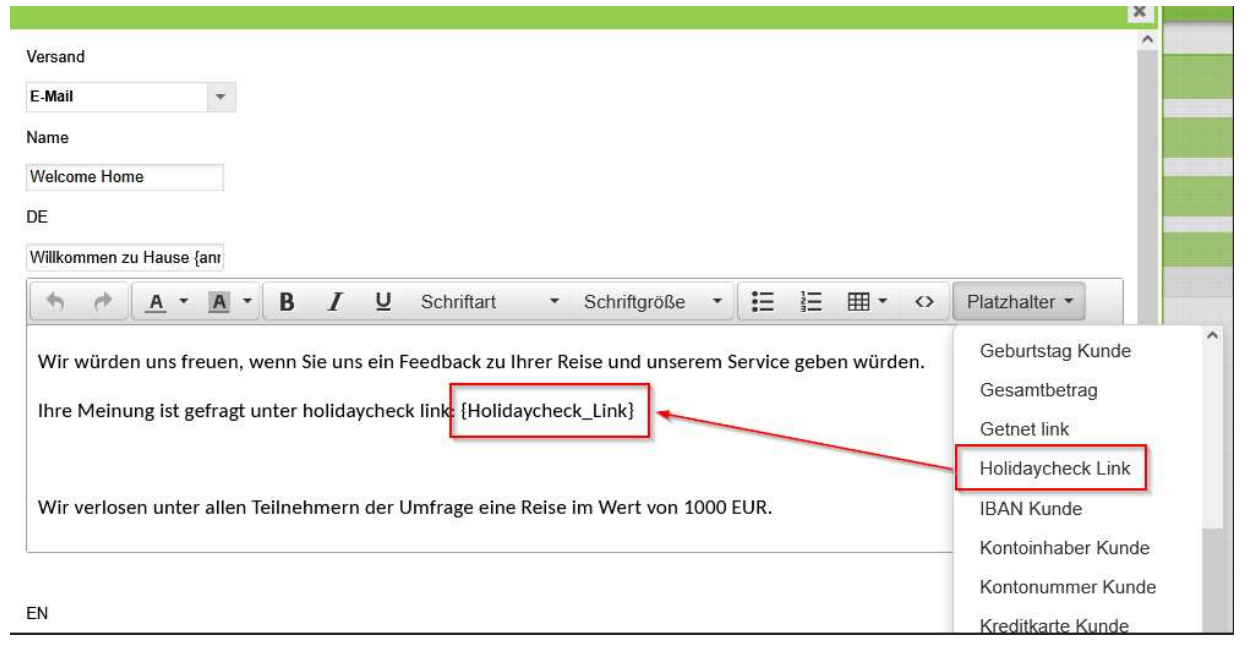 Versand
E-Mail
Name
Welcome Home
DE
Willkommen zu Hause {anr
A A B I U Schriftart Schriftgröße Platzhalter
Wir würden uns freuen, wenn Sie uns ein Feedback zu Ihrer Reise und unserem Service geben würden.
Ihre Meinung ist gefragt unter holidaycheck link: {Holidaycheck_Link}
Wir verlosen unter allen Teilnehmern der Umfrage eine Reise im Wert von 1000 EUR.
Geburtstag Kunde
Gesamtbetrag
Getnet link
Holidaycheck Link
IBAN Kunde
Kontoinhaber Kunde
Kontonummer Kunde
Kreditkarte Kunde
EN